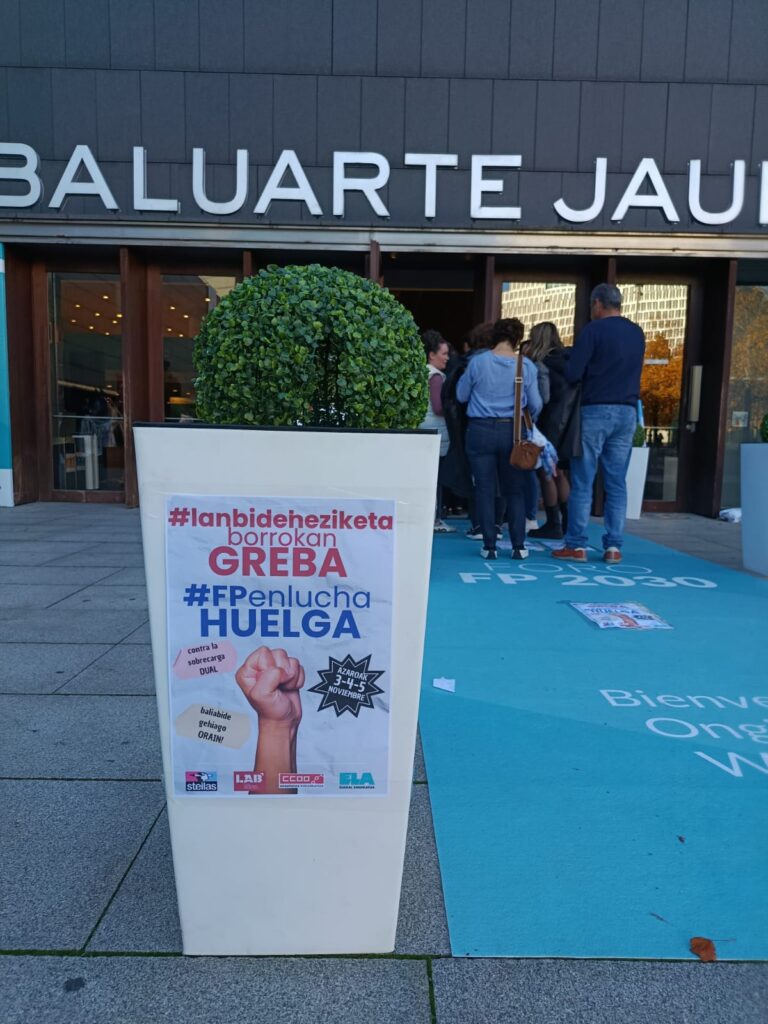 BALUARTE JAU
#lanbideheziketa
borrokan
GREBA
#FPenlucha
HUELGA
contra la
sobrecarga
DUAL
AZAROAK
3-4-5
NOVIEMBRE
baliabide
gehiago
ORAIN!
steilas
LAB
CCOO
ELA
FORO
FP 2030
Bienve
Ongi
W